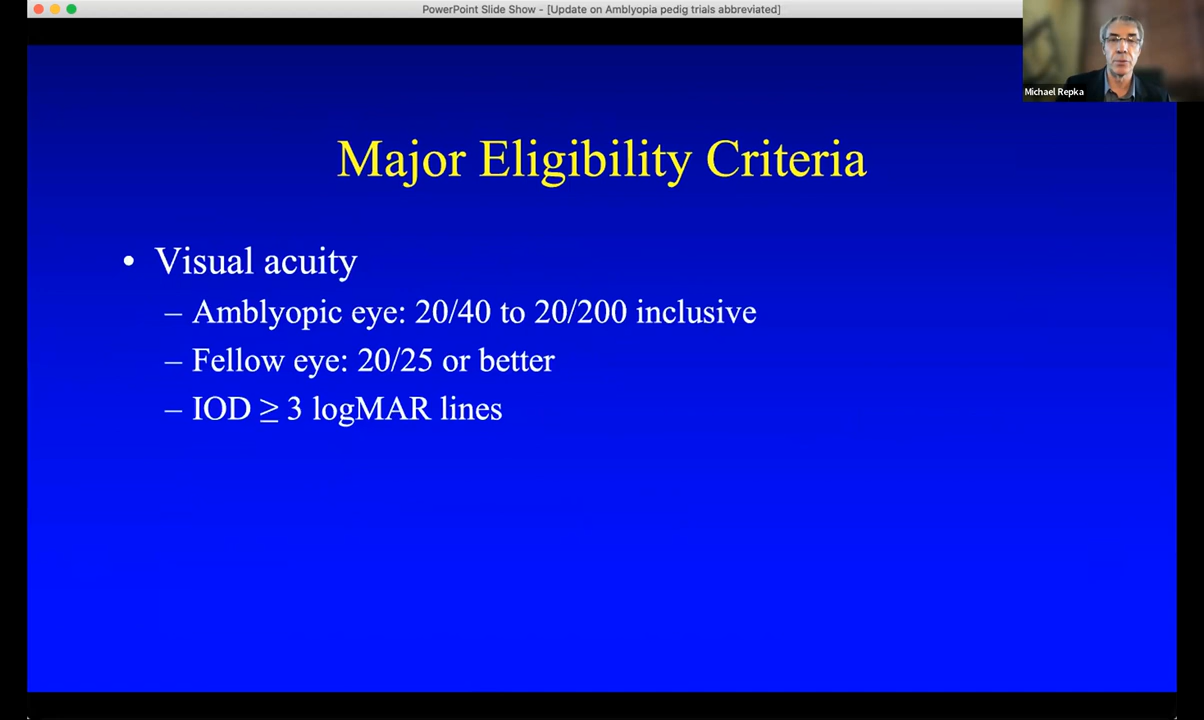 PowerPoint Slide Show - [Update on Amblyopia pedig trials abbreviated]
Michael Repka
Major Eligibility Criteria
• Visual acuity
– Amblyopic eye: 20/40 to 20/200 inclusive
– Fellow eye: 20/25 or better
– IOD ≥ 3 logMAR lines